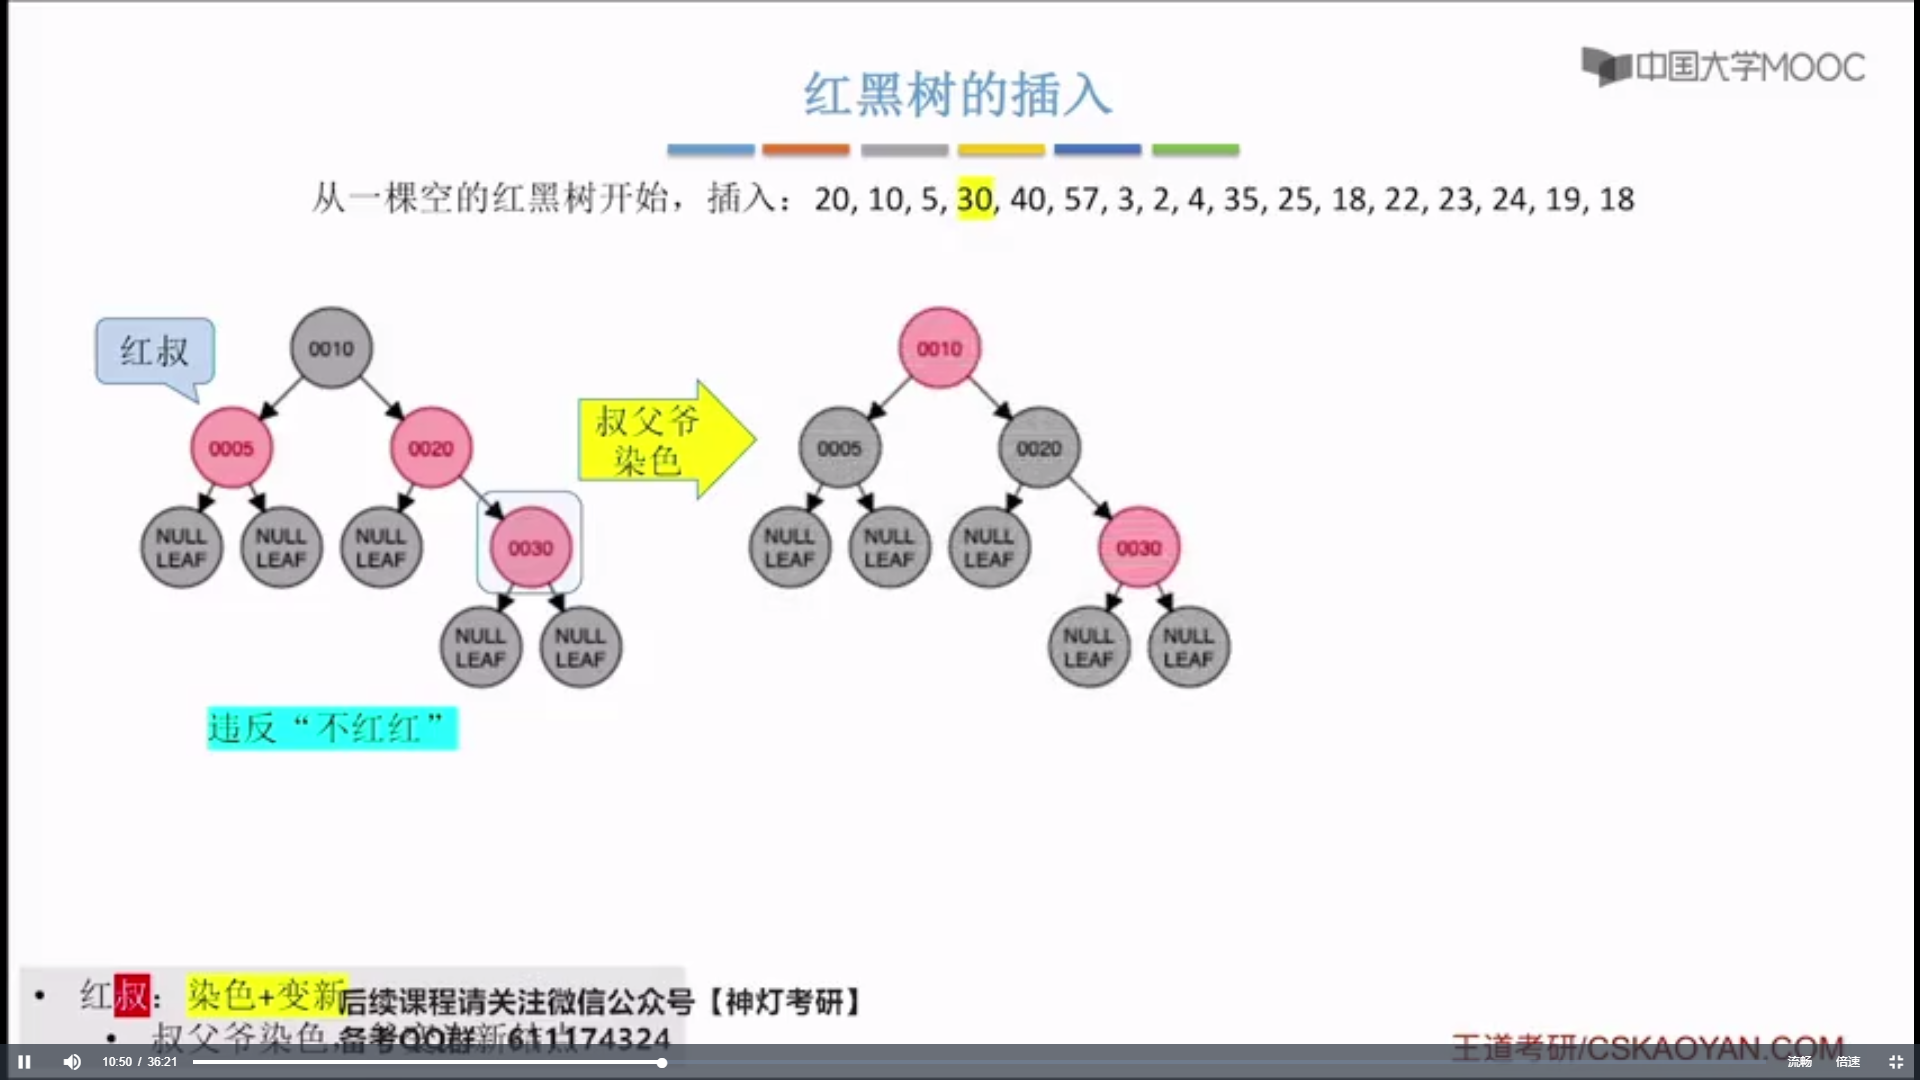 中国大学MOOC
红黑树的插入
从一棵空的红黑树开始，插入：20, 10, 5, 30, 40, 57, 3, 2, 4, 35, 25, 18, 22, 23, 24, 19, 18
红叔
0010
0005
0020
NULL LEAF
NULL LEAF
NULL LEAF
0030
NULL LEAF
NULL LEAF
违反“不红红”
叔父爷
染色
0010
0005
0020
NULL LEAF
NULL LEAF
NULL LEAF
0030
NULL LEAF
NULL LEAF
• 红叔：染色+变新
后续课程请关注微信公众号【神灯考研】
• 叔父爷染色，
备考QQ群：611174324
王道考研/CSKAOYAN.COM
10:50 / 36:21
流畅
倍速